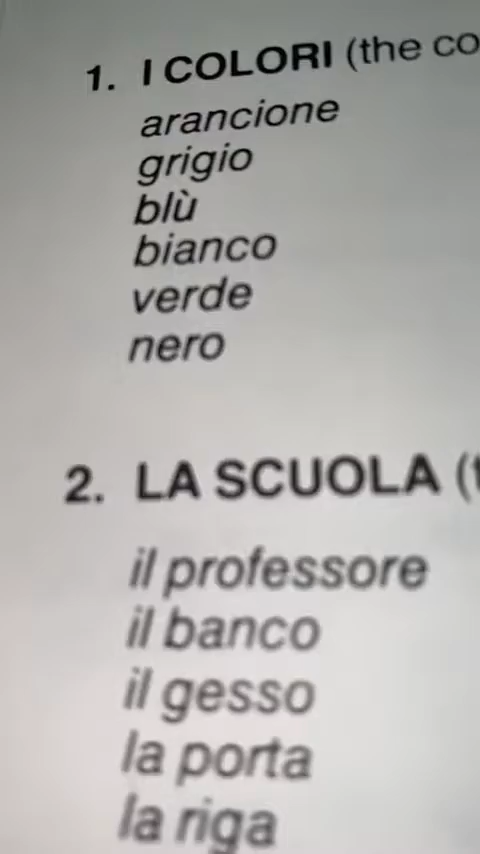 1. I COLORI (the co
arancione
grigio
blù
bianco
verde
nero
2. LA SCUOLA (t
il professore
il banco
il gesso
la porta
la riga